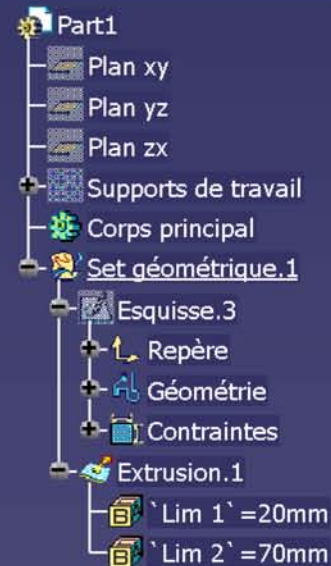 Part1
Plan xy
Plan yz
Plan zx
Supports de travail
Corps principal
Set géométrique.1
Esquisse.3
Repère
Géométrie
Contraintes
Extrusion.1
`Lim 1`=20mm
`Lim 2`=70mm